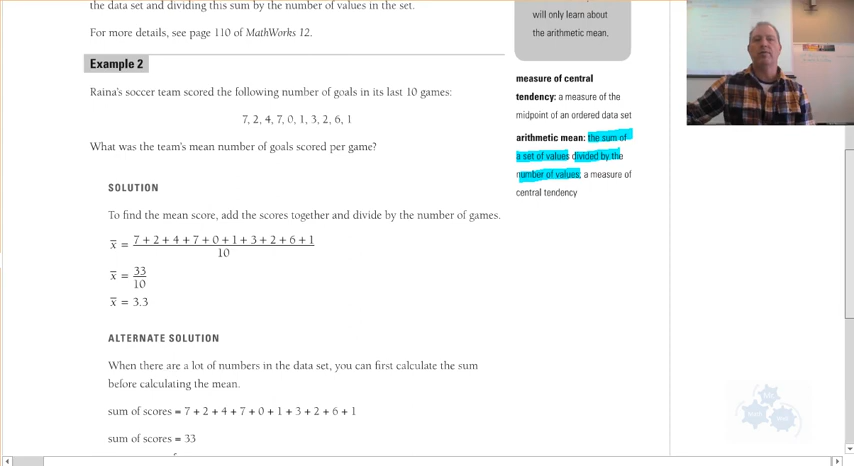 the data set and dividing this sum by the number of values in the set.
For more details, see page 110 of MathWorks 12.
Example 2
Raina's soccer team scored the following number of goals in its last 10 games:
7, 2, 4, 7, 0, 1, 3, 2, 6, 1
What was the team's mean number of goals scored per game?
SOLUTION
To find the mean score, add the scores together and divide by the number of games.
x̅ = 7 + 2 + 4 + 7 + 0 + 1 + 3 + 2 + 6 + 1
10
x̅ = 33
10
x̅ = 3.3
ALTERNATE SOLUTION
When there are a lot of numbers in the data set, you can first calculate the sum
before calculating the mean.
sum of scores = 7 + 2 + 4 + 7 + 0 + 1 + 3 + 2 + 6 + 1
sum of scores = 33
will only learn about
the arithmetic mean.
measure of central
tendency: a measure of the
midpoint of an ordered data set
arithmetic mean: the sum of
a set of values divided by the
number of values; a measure of
central tendency